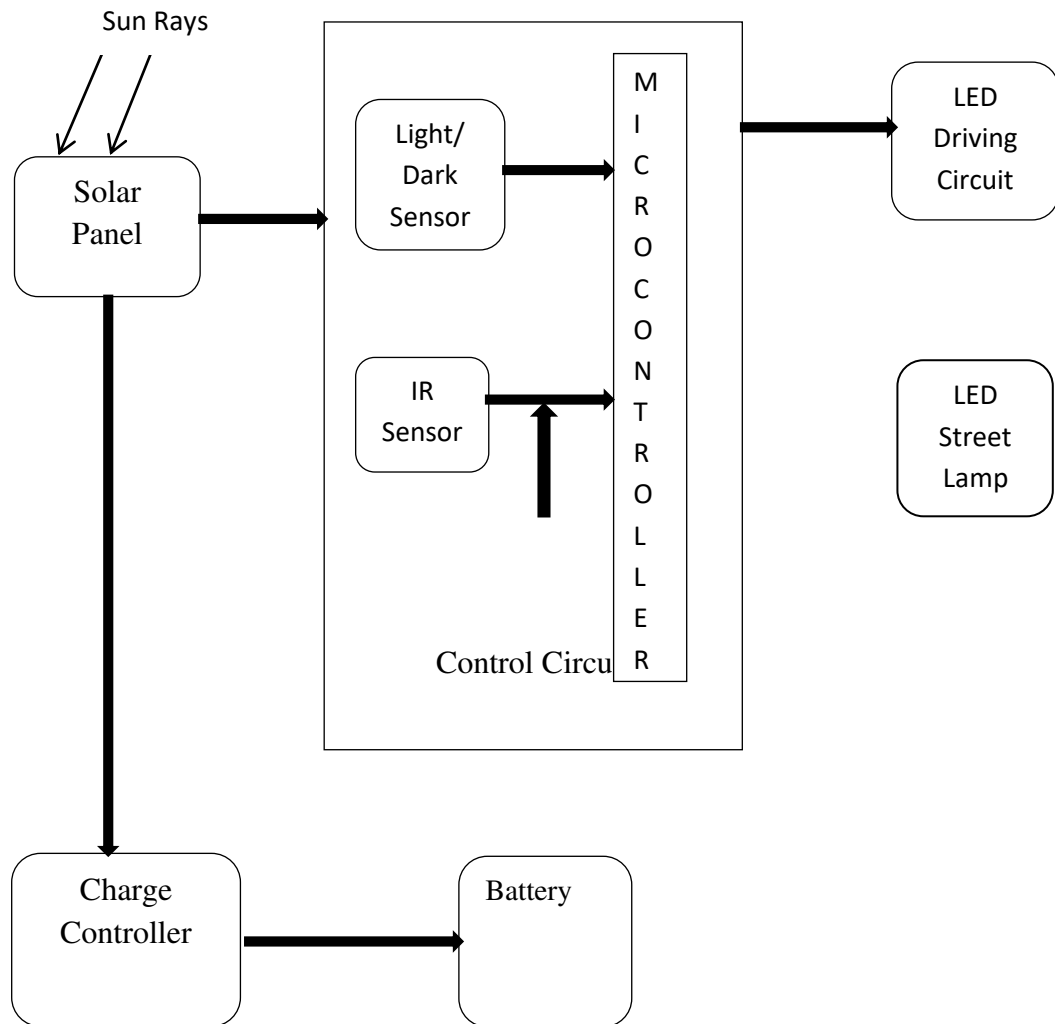 Sun Rays
Solar
Panel
Light/
Dark
Sensor
IR
Sensor
M
I
C
R
O
C
O
N
T
R
O
L
L
E
R
Control Circu
LED
Driving
Circuit
LED
Street
Lamp
Charge
Controller
Battery